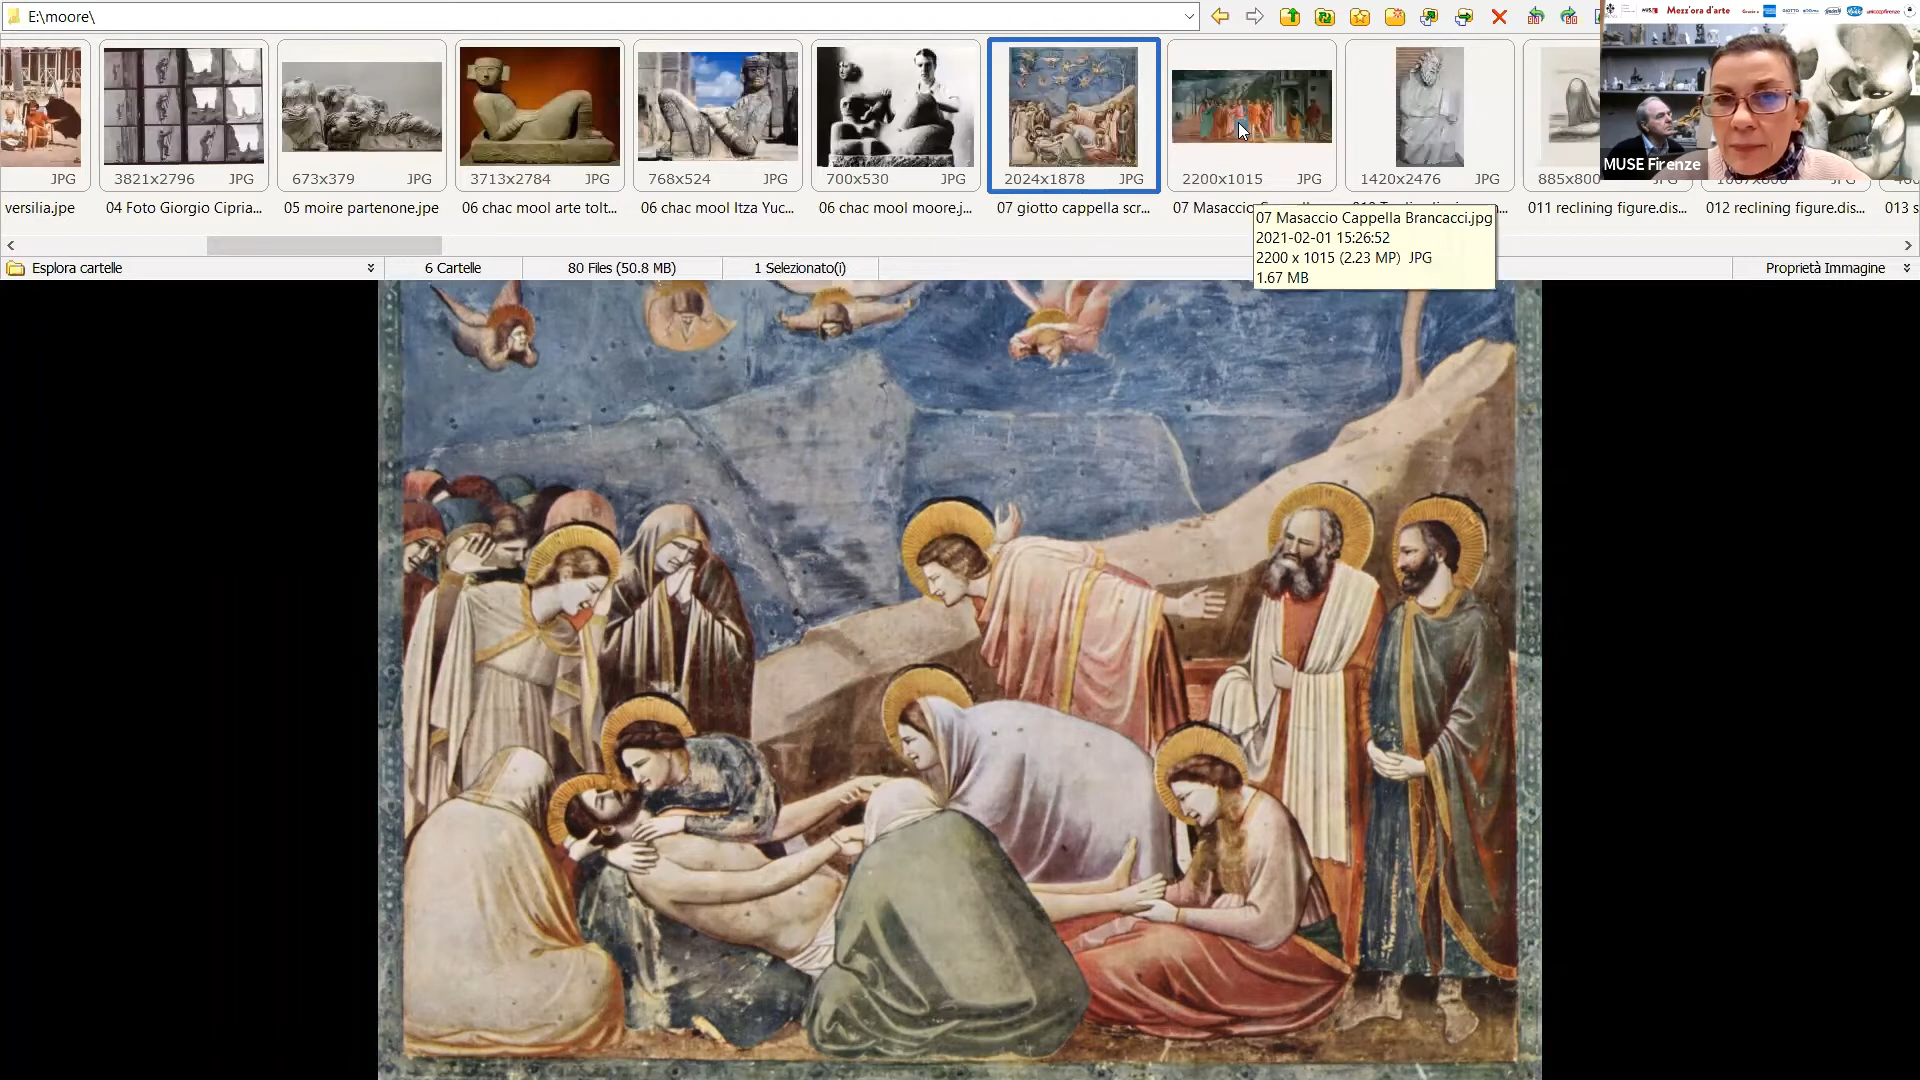 E:\moore\
Mezz'ora d'arte
MUSE Firenze
JPG
3821x2796 JPG
673x379 JPG
3713x2784 JPG
768x524 JPG
700x530 JPG
2024x1878 JPG
2200x1015 JPG
1420x2476 JPG
885x800
versilia.jpe
04 Foto Giorgio Cipria...
05 moire partenone.jpe
06 chac mool arte tolt...
06 chac mool Itza Yuc...
06 chac mool moore.j...
07 giotto cappella scr...
07 Masaccio
011 reclining figure.dis...
012 reclining figure.dis...
013 s
07 Masaccio Cappella Brancacci.jpg
2021-02-01 15:26:52
2200 x 1015 (2.23 MP) JPG
1.67 MB
Esplora cartelle
6 Cartelle
80 Files (50.8 MB)
1 Selezionato(i)
Proprietà Immagine